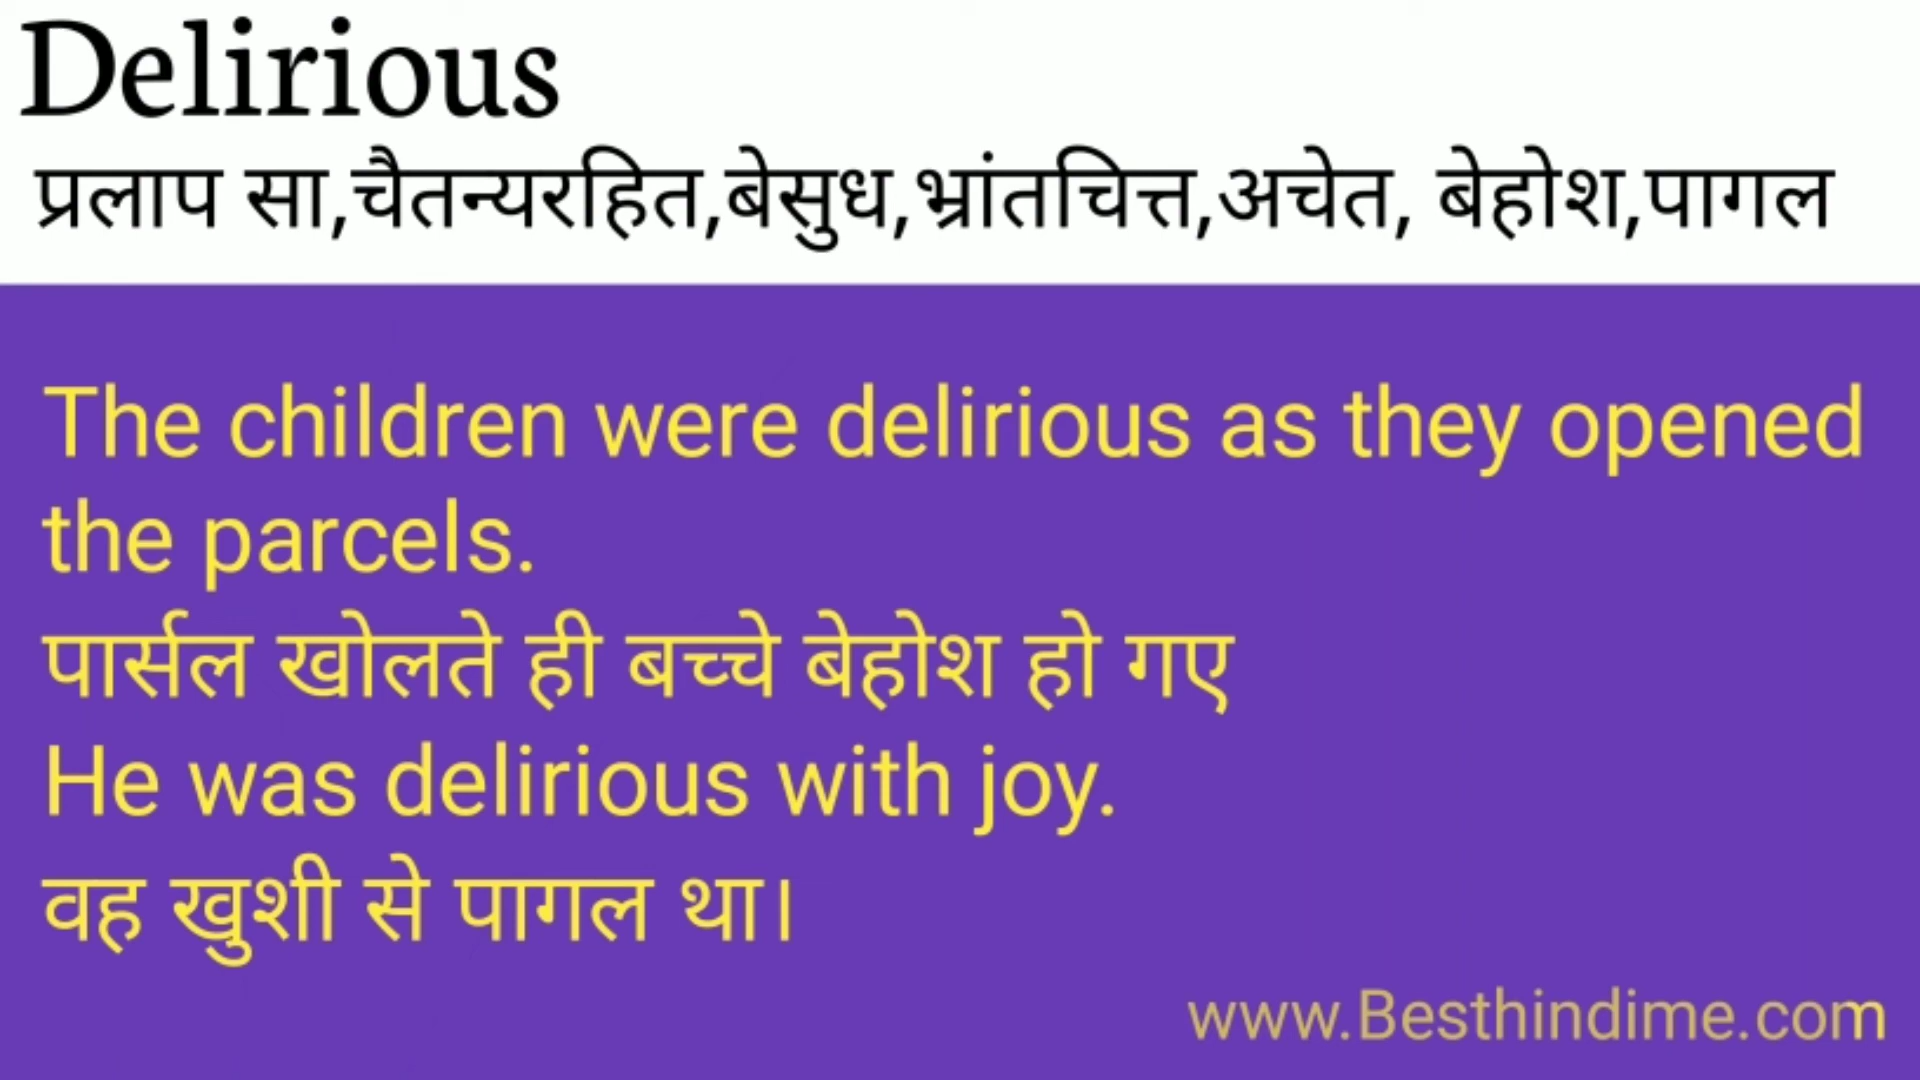 Delirious
प्रलाप सा,चैतन्यरहित,बेसुध,भ्रांतचित्त,अचेत, बेहोश,पागल
The children were delirious as they opened
the parcels.
पार्सल खोलते ही बच्चे बेहोश हो गए
He was delirious with joy.
वह खुशी से पागल था।
www.Besthindime.com